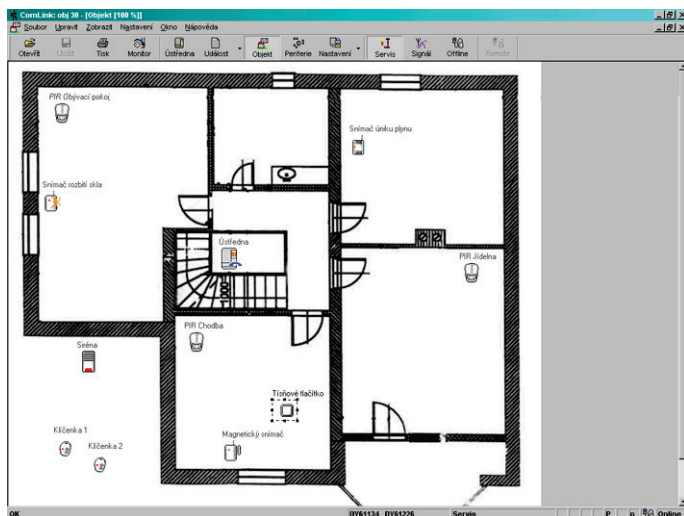 ComLink: obj 30 - [Objekt [100 %]]
Soubor Upravit Zobrazit Nastavení Okno Nápověda
Otevřít Uložit Tisk Monitor Ústředna Událost Objekt Periferie Nastavení Servis Signál Offline Remote
PIR Obývací pokoj
Snímač úniku plynu
Snímač rozbití skla
Ústředna
PIR Jídelna
PIR Chodba
Siréna
Tísňové tlačítko
Klíčenka 1
Magnetický snímač
Klíčenka 2
OK DY61134, DY61226 Servis P p Online